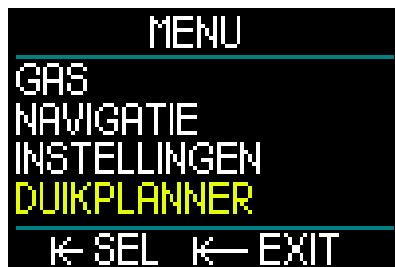 MENU
GAS
NAVIGATIE
INSTELLINGEN
DUIKPLANNER
SEL EXIT